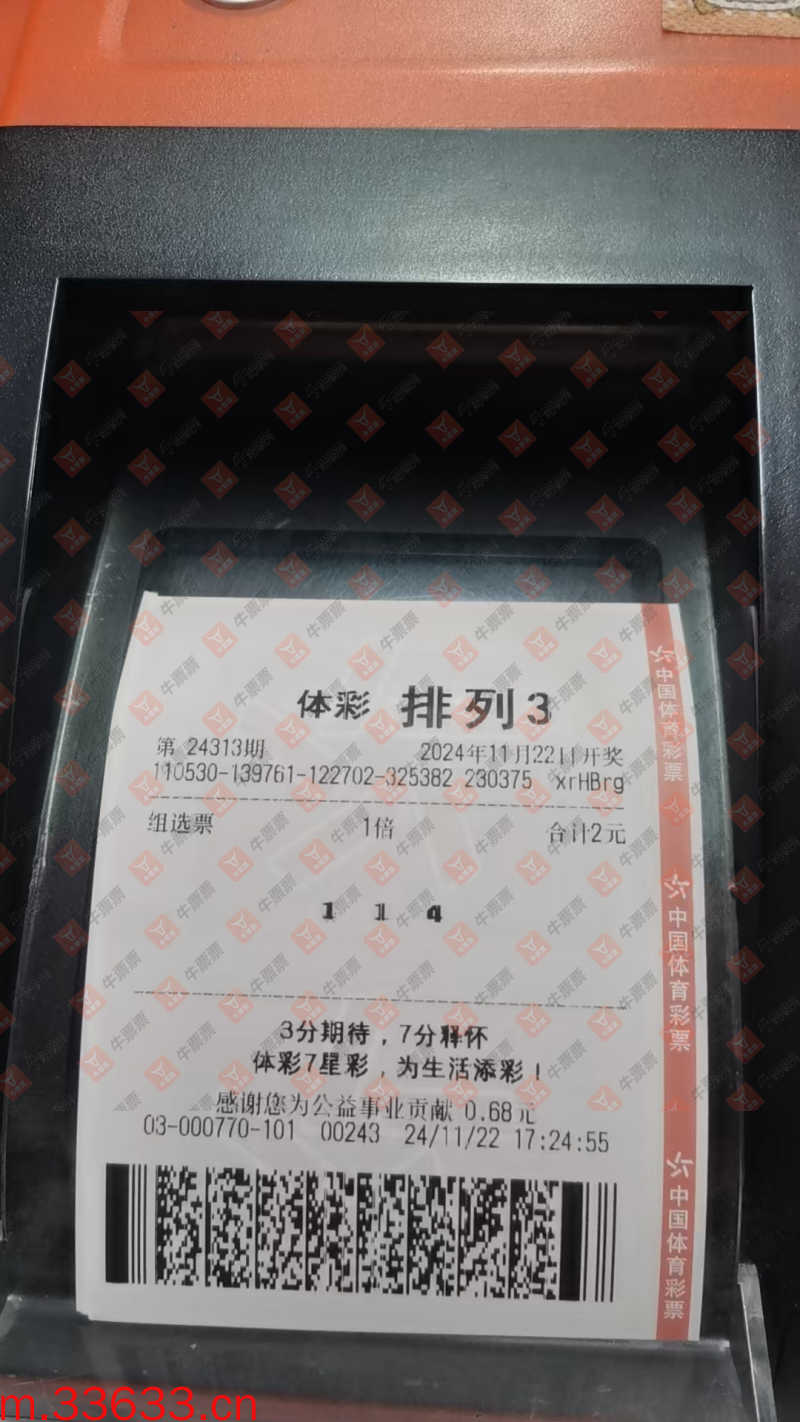 体彩 排列3
第 24313期 2024年11月22日开奖
110530-139761-122702-325382 230375 xrHBrg
组选票 1倍 合计2元
1 1 4
3分期待，7分释怀
体彩7星彩，为生活添彩！
感谢您为公益事业贡献 0.68元
03-000770-101 00243 24/11/22 17:24:55
中国体育彩票
中国体育彩票
中国体育彩票
牛票票
m.33633.cn